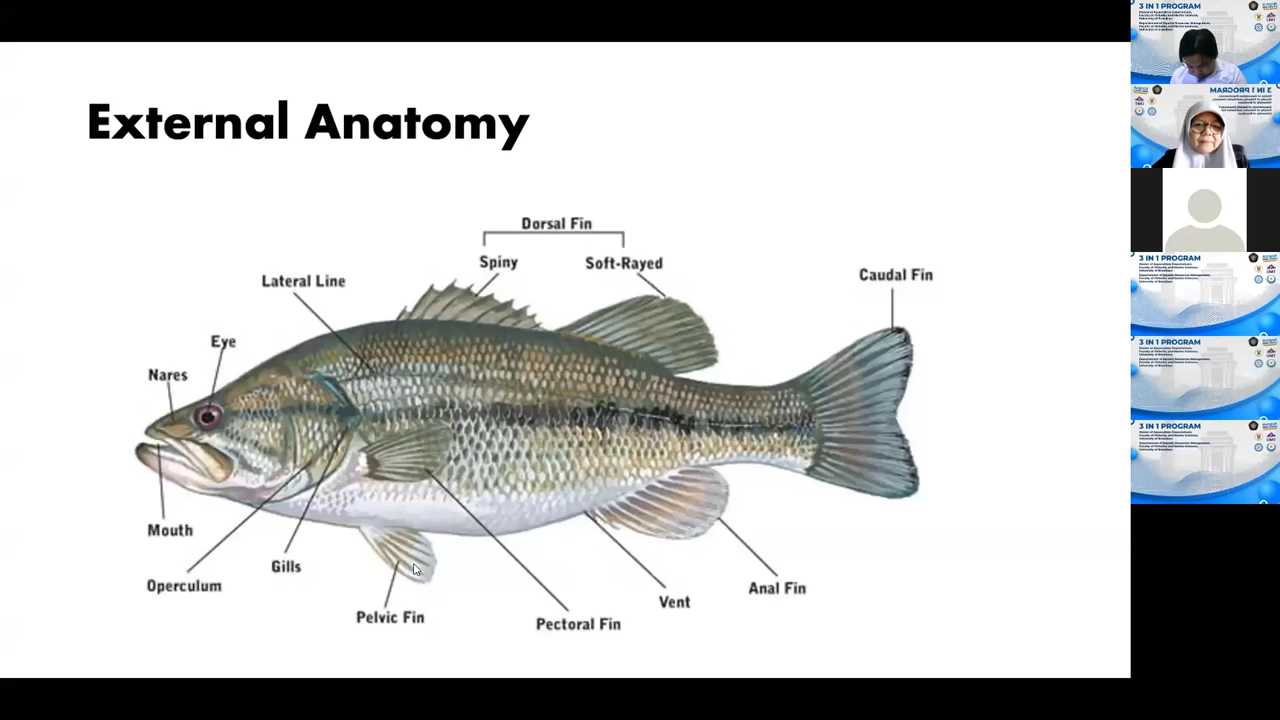 External Anatomy
Dorsal Fin
Spiny
Soft-Rayed
Lateral Line
Caudal Fin
Eye
Nares
Mouth
Operculum
Gills
Pelvic Fin
Pectoral Fin
Vent
Anal Fin
3 IN 1 PROGRAM
3 IN 1 PROGRAM
3 IN 1 PROGRAM
3 IN 1 PROGRAM
3 IN 1 PROGRAM